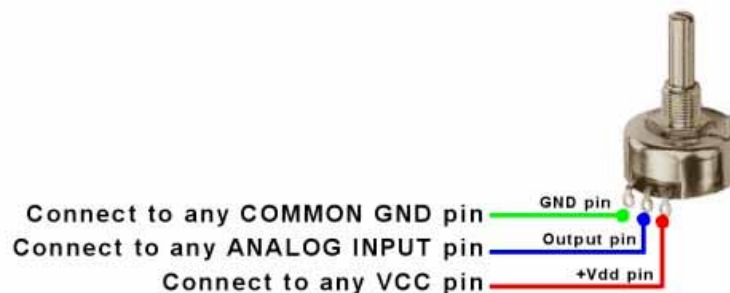 GND pin
Connect to any COMMON GND pin
Output pin
Connect to any ANALOG INPUT pin
+Vdd pin
Connect to any VCC pin